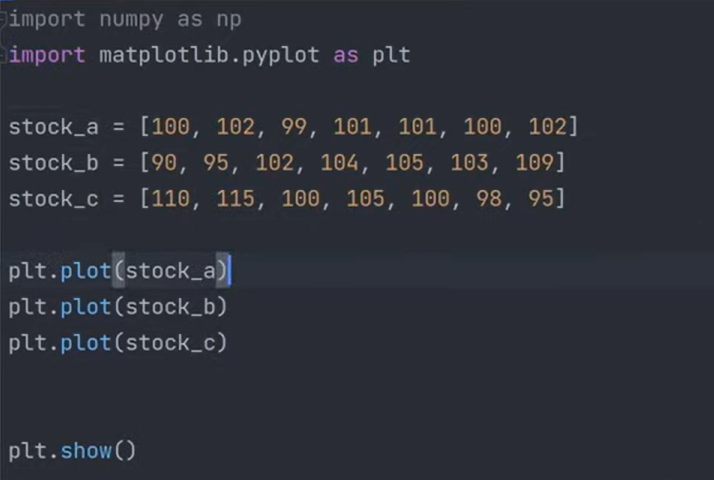 import numpy as np
import matplotlib.pyplot as plt
stock_a = [100, 102, 99, 101, 101, 100, 102]
stock_b = [90, 95, 102, 104, 105, 103, 109]
stock_c = [110, 115, 100, 105, 100, 98, 95]
plt.plot(stock_a)
plt.plot(stock_b)
plt.plot(stock_c)
plt.show()